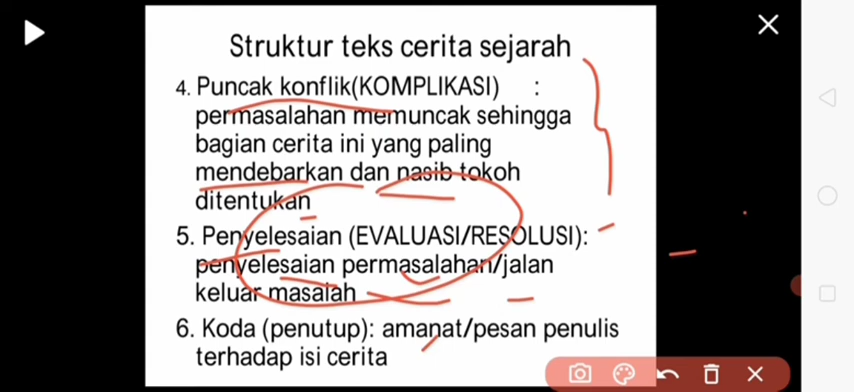 Struktur teks cerita sejarah
4. Puncak konflik(KOMPLIKASI) :
permasalahan memuncak sehingga
bagian cerita ini yang paling
mendebarkan dan nasib tokoh
ditentukan
5. Penyelesaian (EVALUASI/RESOLUSI):
penyelesaian permasalahan/jalan
keluar masalah
6. Koda (penutup): amanat/pesan penulis
terhadap isi cerita